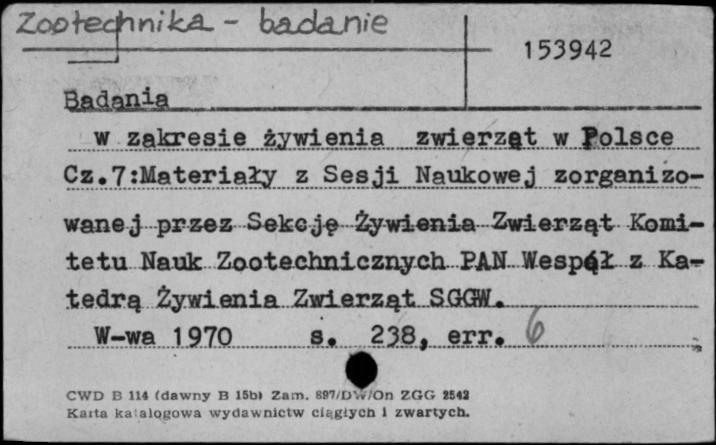 Zootechnika - badanie
153942
Badania
w zakresie żywienia zwierząt w Polsce
Cz.7:Materiały z Sesji Naukowej zorganizo-
wanej przez Sekcję Żywienia Zwierząt Komi-
tetu Nauk Zootechnicznych PAN Wespół z Ka-
tedrą Żywienia Zwierząt SGGW.
W-wa 1970 s. 238, err. 6
CWD B 114 (dawny B 15b) Zam. 897/DW/On ZGG 2542
Karta katalogowa wydawnictw ciągłych i zwartych.